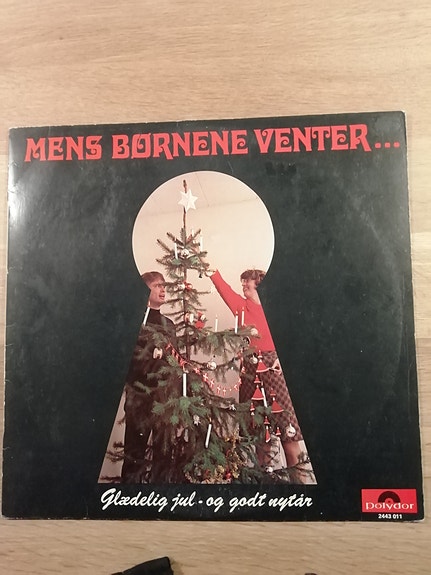 MENS BØRNENE VENTER...
Glædelig jul - og godt nytår
Polydor
2443 011